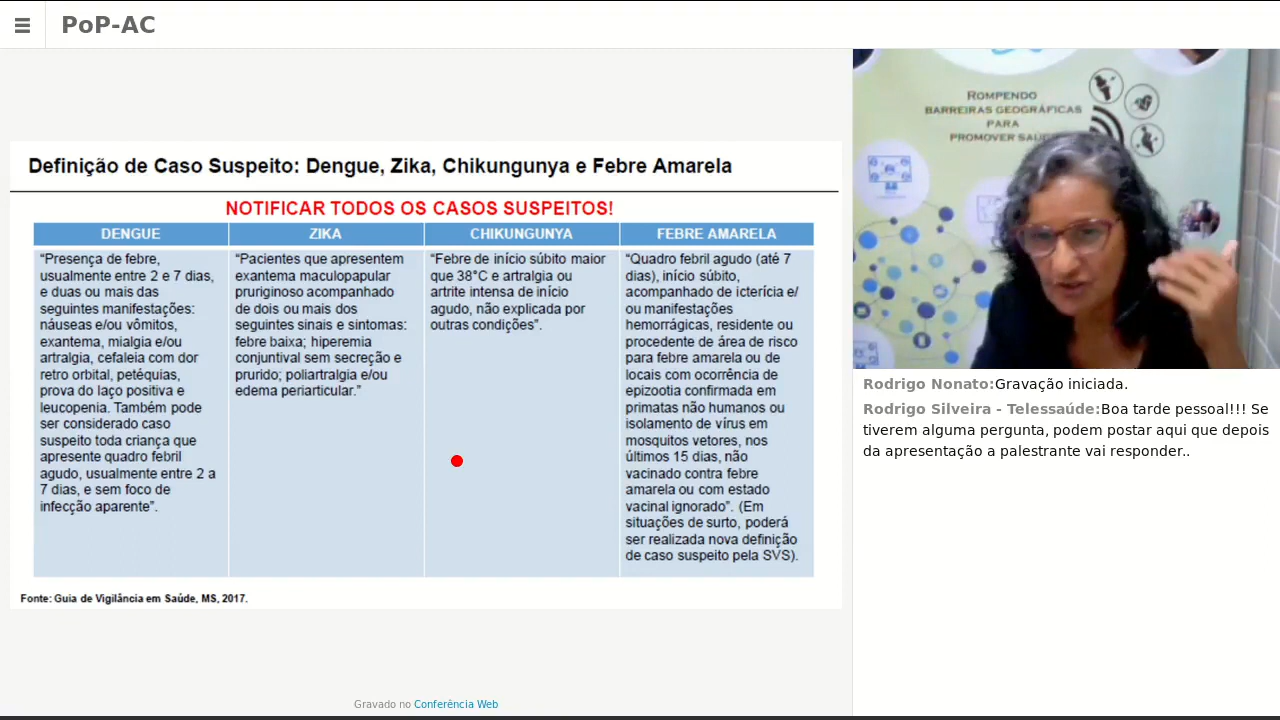 PoP-AC
Definição de Caso Suspeito: Dengue, Zika, Chikungunya e Febre Amarela
NOTIFICAR TODOS OS CASOS SUSPEITOS!
DENGUE
“Presença de febre,
usualmente entre 2 e 7 dias,
e duas ou mais das
seguintes manifestações:
náuseas e/ou vômitos,
exantema, mialgia e/ou
artralgia, cefaleia com dor
retro orbital, petéquias,
prova do laço positiva e
leucopenia. Também pode
ser considerado caso
suspeito toda criança que
apresente quadro febril
agudo, usualmente entre 2 a
7 dias, e sem foco de
infecção aparente”.
ZIKA
“Pacientes que apresentem
exantema maculopapular
pruriginoso acompanhado
de dois ou mais dos
seguintes sinais e sintomas:
febre baixa; hiperemia
conjuntival sem secreção e
prurido; poliartralgia e/ou
edema periarticular.”
CHIKUNGUNYA
“Febre de início súbito maior
que 38°C e artralgia ou
artrite intensa de início
agudo, não explicada por
outras condições”.
FEBRE AMARELA
“Quadro febril agudo (até 7
dias), início súbito,
acompanhado de icterícia e/
ou manifestações
hemorrágicas, residente ou
procedente de área de risco
para febre amarela ou de
locais com ocorrência de
epizootia confirmada em
primatas não humanos ou
isolamento de vírus em
mosquitos vetores, nos
últimos 15 dias, não
vacinado contra febre
amarela ou com estado
vacinal ignorado”. (Em
situações de surto, poderá
ser realizada nova definição
de caso suspeito pela SVS).
Fonte: Guia de Vigilância em Saúde, MS, 2017.
Gravado no Conferência Web
ROMPENDO
BARREIRAS GEOGRÁFICAS
PARA
PROMOVER SAÚDE
Rodrigo Nonato:Gravação iniciada.
Rodrigo Silveira - Telessaúde:Boa tarde pessoal!!! Se
tiverem alguma pergunta, podem postar aqui que depois
da apresentação a palestrante vai responder..